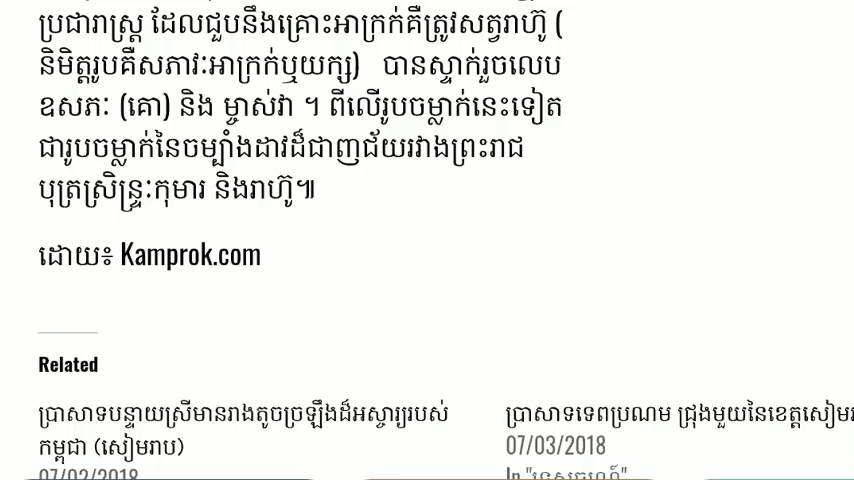 ប្រជារាស្ត្រ ដែលជួបនឹងគ្រោះអាក្រក់គឺត្រូវសត្វរាហ៊ូ (
និមិត្តរូបគឺសភាវៈអាក្រក់ឬយក្ស) បានស្ទាក់រួចលេប
ឧសភៈ (គោ) និង ម្ចាស់វា ។ ពីលើរូបចម្លាក់នេះទៀត
ជារូបចម្លាក់នៃចម្បាំងដាវដ៏ជាញជ័យរវាងព្រះរាជ
បុត្រស្រិន្ទ្រៈកុមារ និងរាហ៊ូ៕
ដោយ៖ Kamprok.com
Related
ប្រាសាទបន្ទាយស្រីមានរាងតូចច្រឡឹងដ៏អស្ចារ្យរបស់
កម្ពុជា (សៀមរាប)
07/02/2018
ប្រាសាទទេពប្រណម ជ្រុងមួយនៃខេត្តសៀមរ
07/03/2018
In "ទេសចរណ៍"